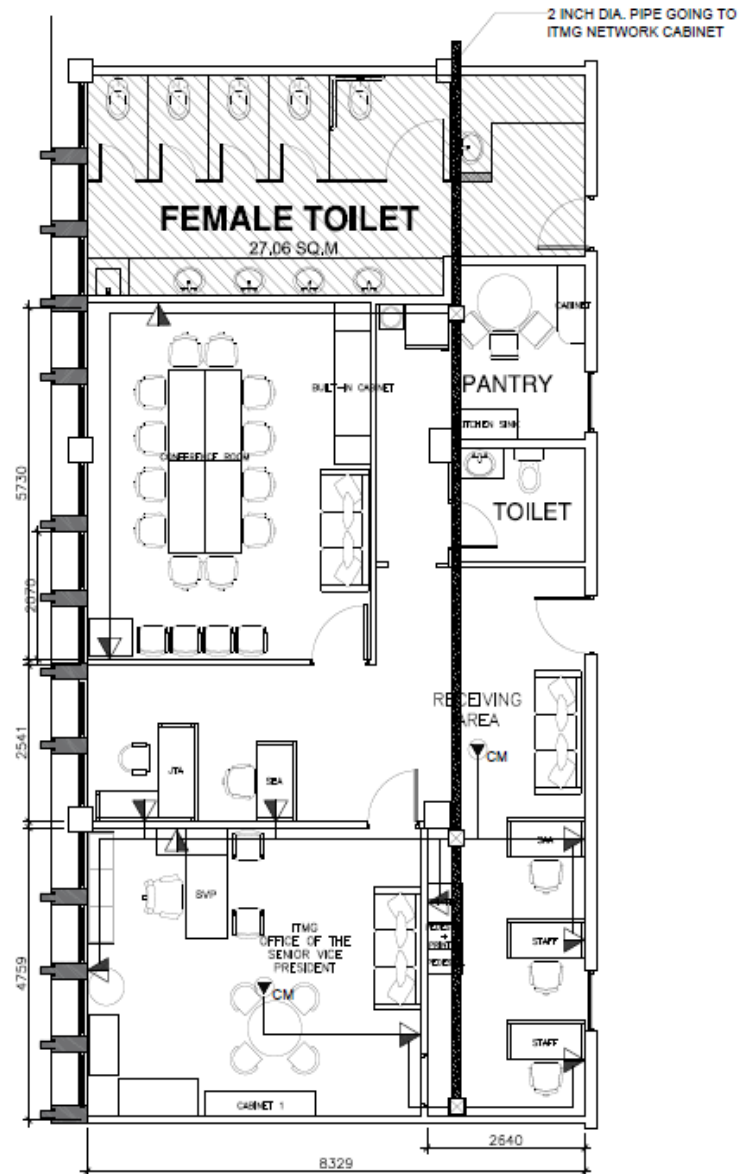 2 INCH DIA. PIPE GOING TO
ITMG NETWORK CABINET
FEMALE TOILET
27.06 SQ.M
CABINET
PANTRY
BUILT-IN CABINET
KITCHEN SINK
CONFERENCE ROOM
5730
TOILET
2070
RECEIVING
AREA
CM
2541
JTA
SEA
SAA
SVP
ITMG
OFFICE OF THE
SENIOR VICE
PRESIDENT
CM
STAFF
4759
STAFF
CABINET 1
2640
8329